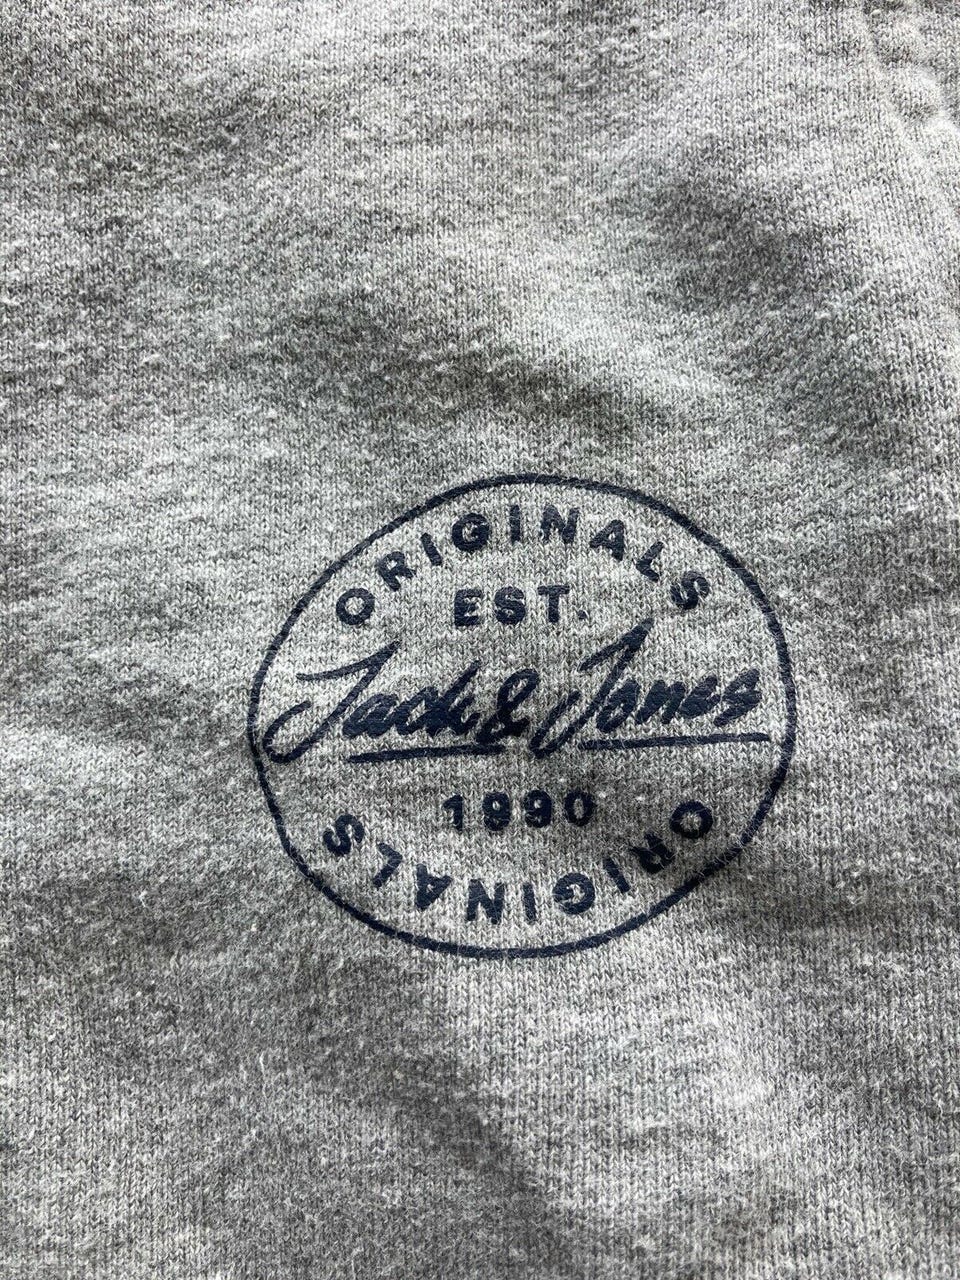 ORIGINALS
EST.
Jack & Jones
1990
ORIGINALS